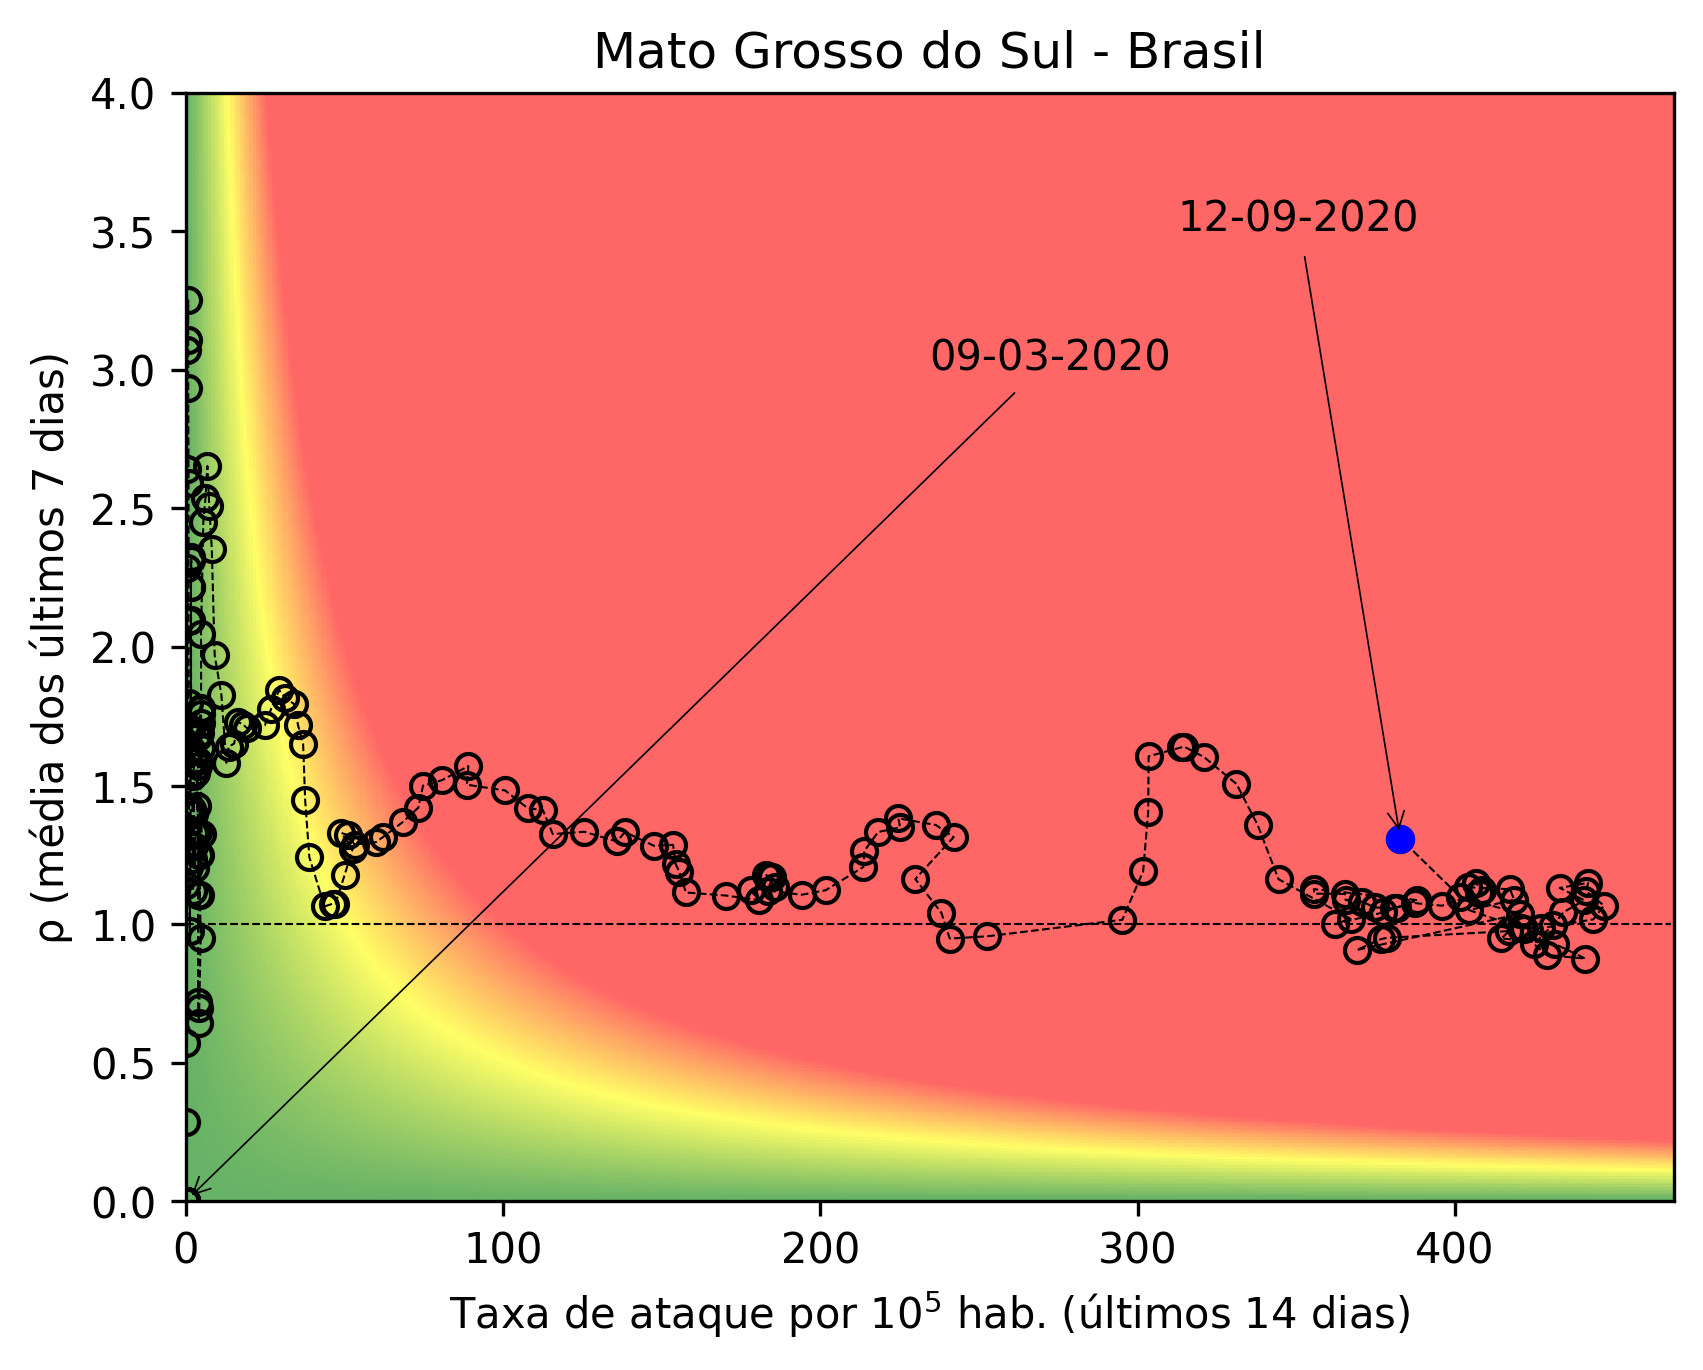 Mato Grosso do Sul - Brasil
4.0
3.5
3.0
2.5
2.0
1.5
1.0
0.5
0.0
ρ (média dos últimos 7 dias)
12-09-2020
09-03-2020
0 100 200 300 400
Taxa de ataque por 10⁵ hab. (últimos 14 dias)